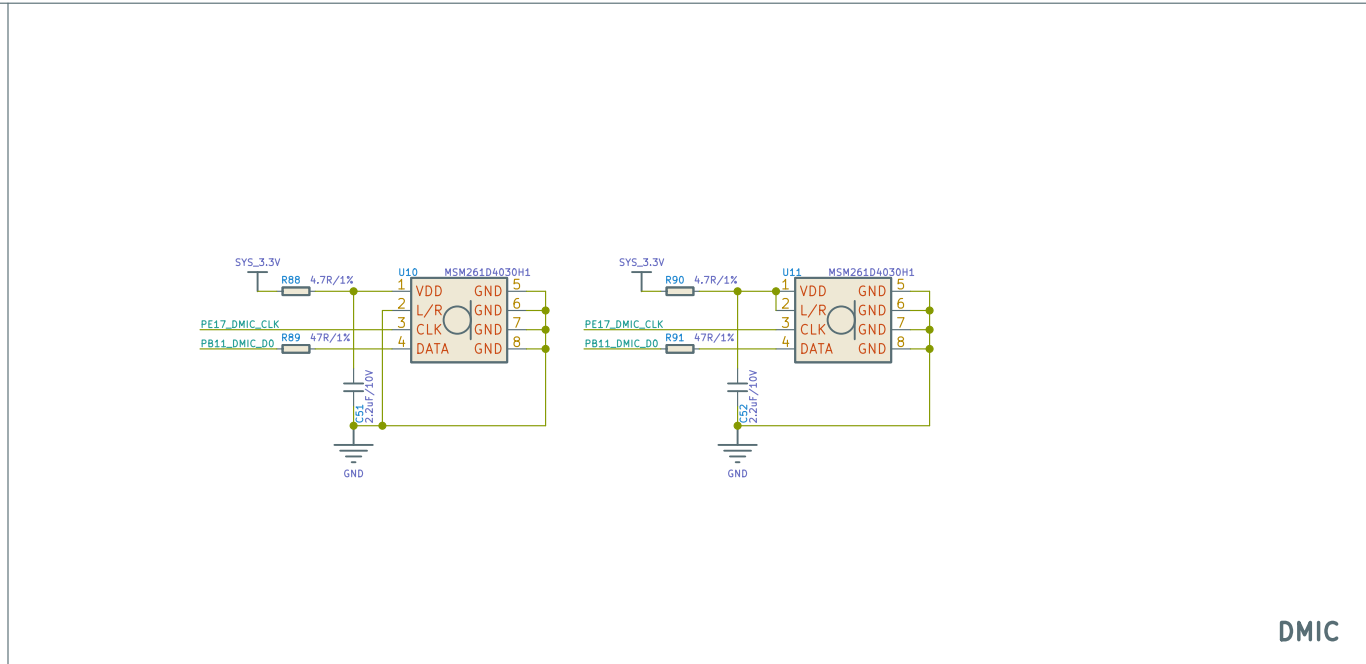 SYS_3.3V
R88 4.7R/1%
U10 MSM261D4030H1
1 VDD GND 5
2 L/R GND 6
PE17_DMIC_CLK 3 CLK GND 7
R89 47R/1%
PB11_DMIC_D0 4 DATA GND 8
C51
2.2uF/10V
GND
SYS_3.3V
R90 4.7R/1%
U11 MSM261D4030H1
1 VDD GND 5
2 L/R GND 6
PE17_DMIC_CLK 3 CLK GND 7
R91 47R/1%
PB11_DMIC_D0 4 DATA GND 8
C52
2.2uF/10V
GND
DMIC